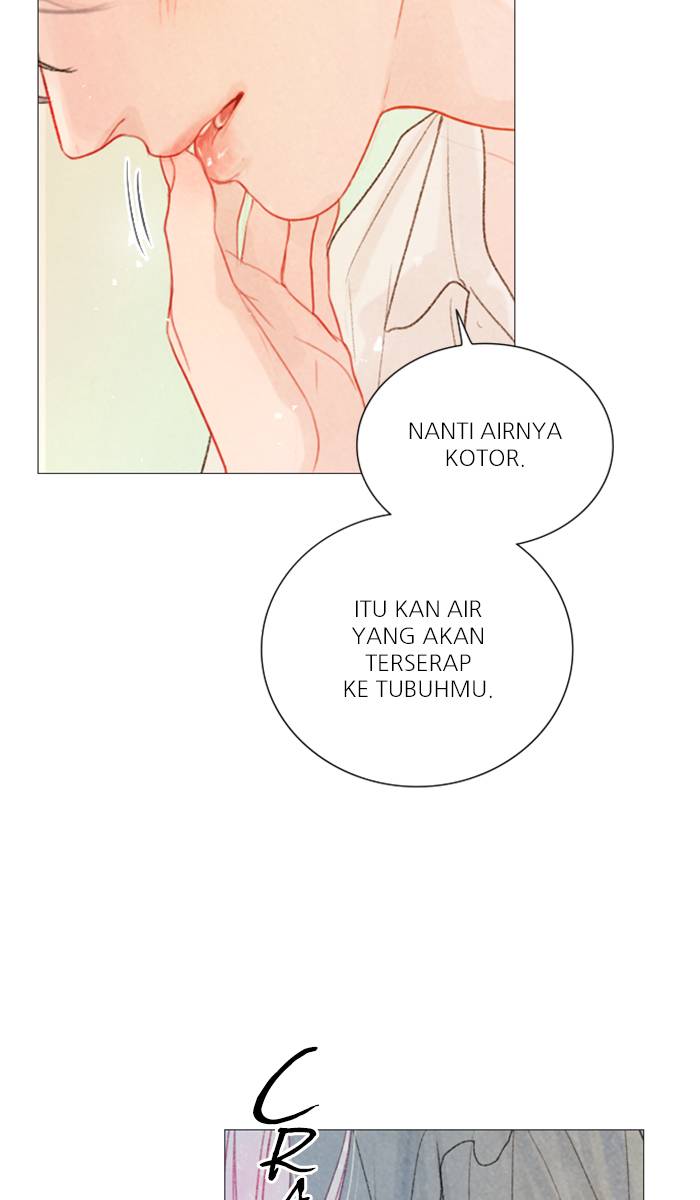 NANTI AIRNYA
KOTOR.
ITU KAN AIR
YANG AKAN
TERSERAP
KE TUBUHMU.
C
R
A